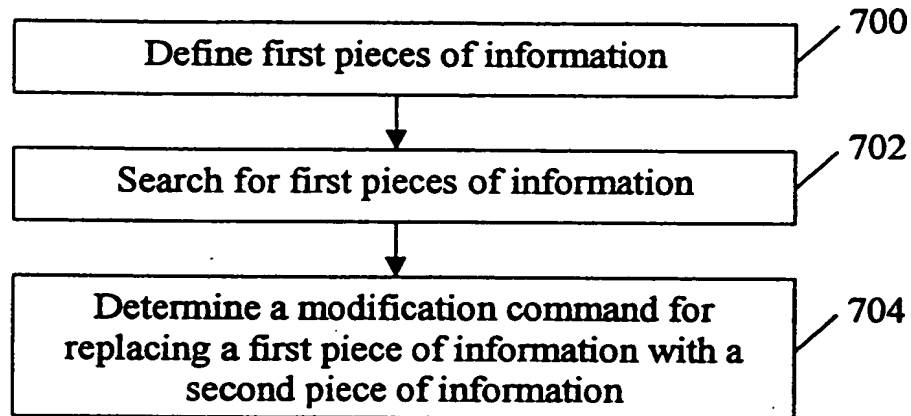 700
Define first pieces of information
702
Search for first pieces of information
704
Determine a modification command for
replacing a first piece of information with a
second piece of information